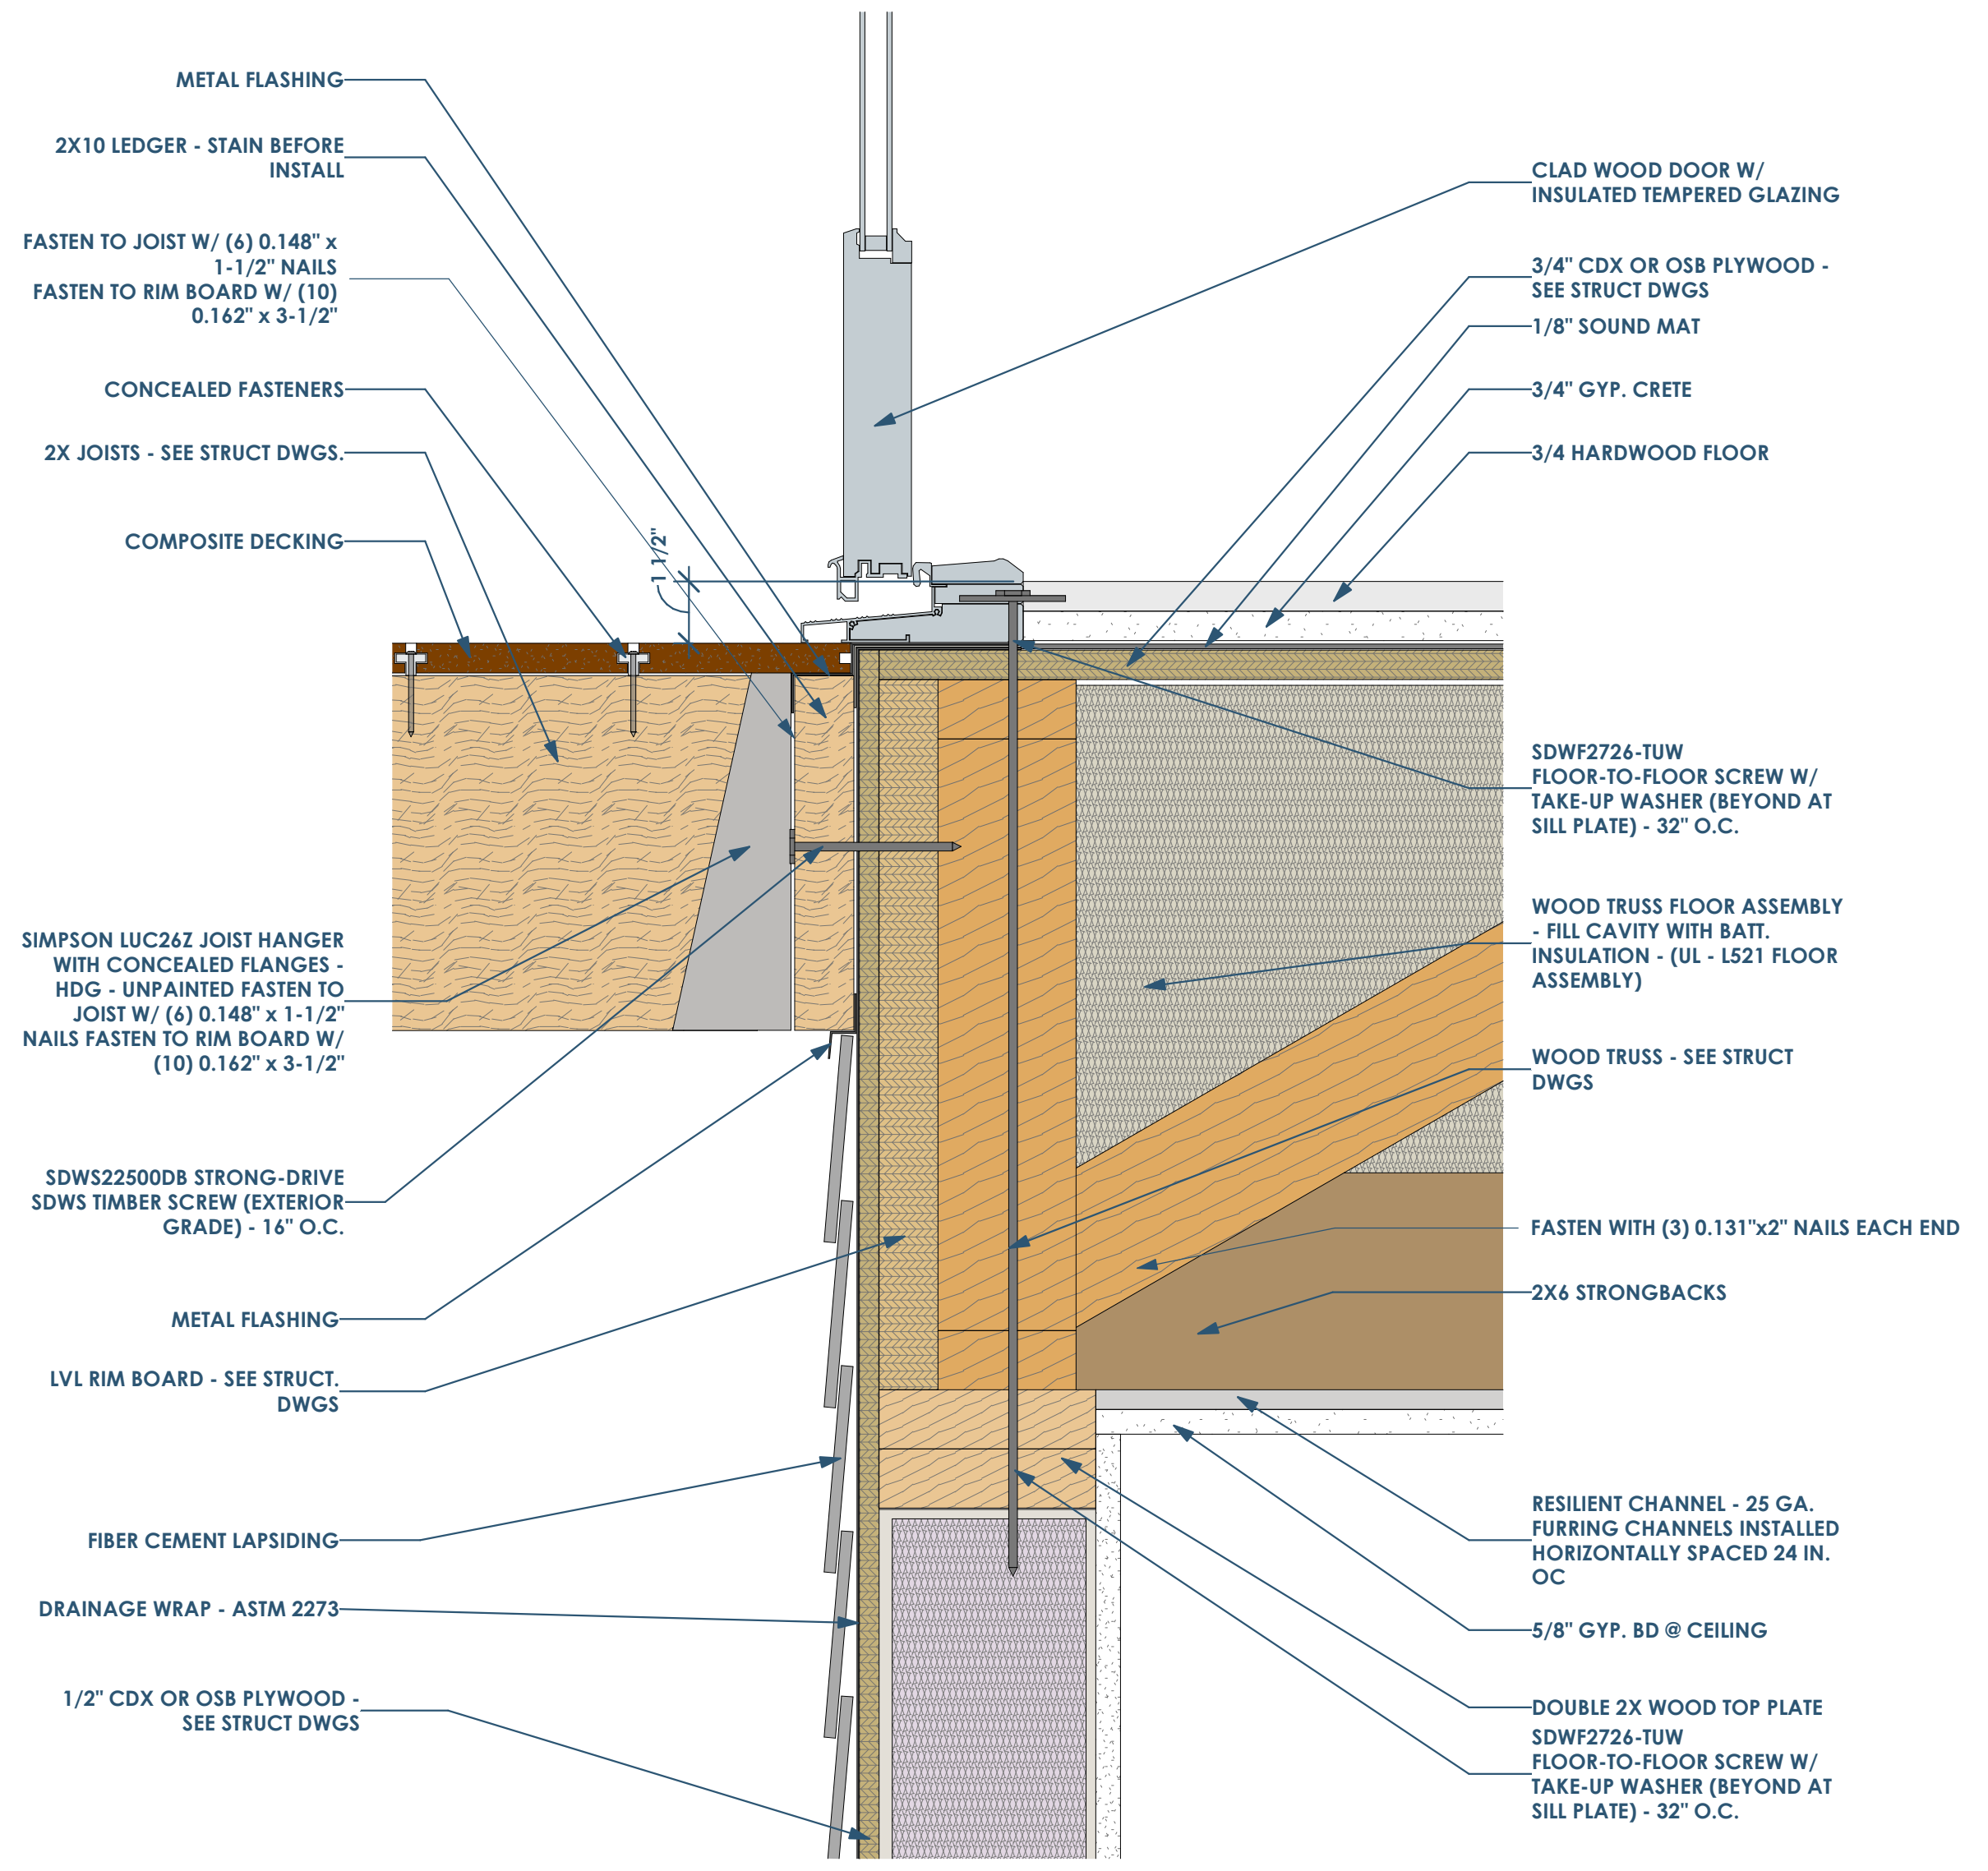 METAL FLASHING
2X10 LEDGER - STAIN BEFORE
INSTALL
FASTEN TO JOIST W/ (6) 0.148" x
1-1/2" NAILS
FASTEN TO RIM BOARD W/ (10)
0.162" x 3-1/2"
CONCEALED FASTENERS
2X JOISTS - SEE STRUCT DWGS.
COMPOSITE DECKING
SIMPSON LUC26Z JOIST HANGER
WITH CONCEALED FLANGES -
HDG - UNPAINTED FASTEN TO
JOIST W/ (6) 0.148" x 1-1/2"
NAILS FASTEN TO RIM BOARD W/
(10) 0.162" x 3-1/2"
SDWS22500DB STRONG-DRIVE
SDWS TIMBER SCREW (EXTERIOR
GRADE) - 16" O.C.
METAL FLASHING
LVL RIM BOARD - SEE STRUCT.
DWGS
FIBER CEMENT LAPSIDING
DRAINAGE WRAP - ASTM 2273
1/2" CDX OR OSB PLYWOOD -
SEE STRUCT DWGS
1 1/2"
CLAD WOOD DOOR W/
INSULATED TEMPERED GLAZING
3/4" CDX OR OSB PLYWOOD -
SEE STRUCT DWGS
1/8" SOUND MAT
3/4" GYP. CRETE
3/4 HARDWOOD FLOOR
SDWF2726-TUW
FLOOR-TO-FLOOR SCREW W/
TAKE-UP WASHER (BEYOND AT
SILL PLATE) - 32" O.C.
WOOD TRUSS FLOOR ASSEMBLY
- FILL CAVITY WITH BATT.
INSULATION - (UL - L521 FLOOR
ASSEMBLY)
WOOD TRUSS - SEE STRUCT
DWGS
FASTEN WITH (3) 0.131"x2" NAILS EACH END
2X6 STRONGBACKS
RESILIENT CHANNEL - 25 GA.
FURRING CHANNELS INSTALLED
HORIZONTALLY SPACED 24 IN.
OC
5/8" GYP. BD @ CEILING
DOUBLE 2X WOOD TOP PLATE
SDWF2726-TUW
FLOOR-TO-FLOOR SCREW W/
TAKE-UP WASHER (BEYOND AT
SILL PLATE) - 32" O.C.